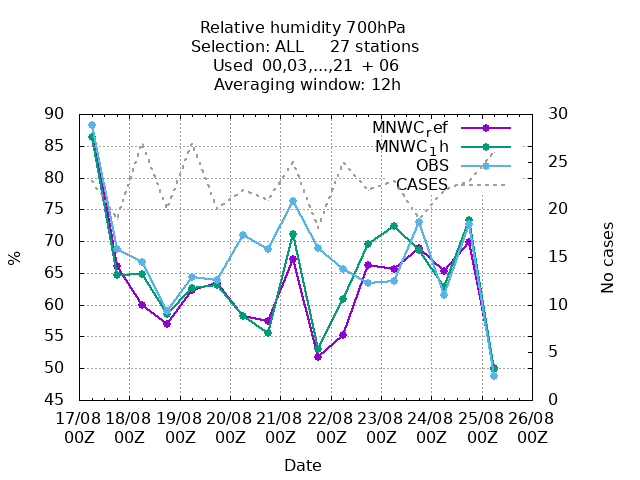 Relative humidity 700hPa
Selection: ALL 27 stations
Used 00,03,...,21 + 06
Averaging window: 12h
90
85
80
75
70
65
60
55
50
45
30
25
20
15
10
5
0
MNWCref
MNWC1h
OBS
CASES
%
No cases
17/08 18/08 19/08 20/08 21/08 22/08 23/08 24/08 25/08 26/08
00Z 00Z 00Z 00Z 00Z 00Z 00Z 00Z 00Z 00Z
Date